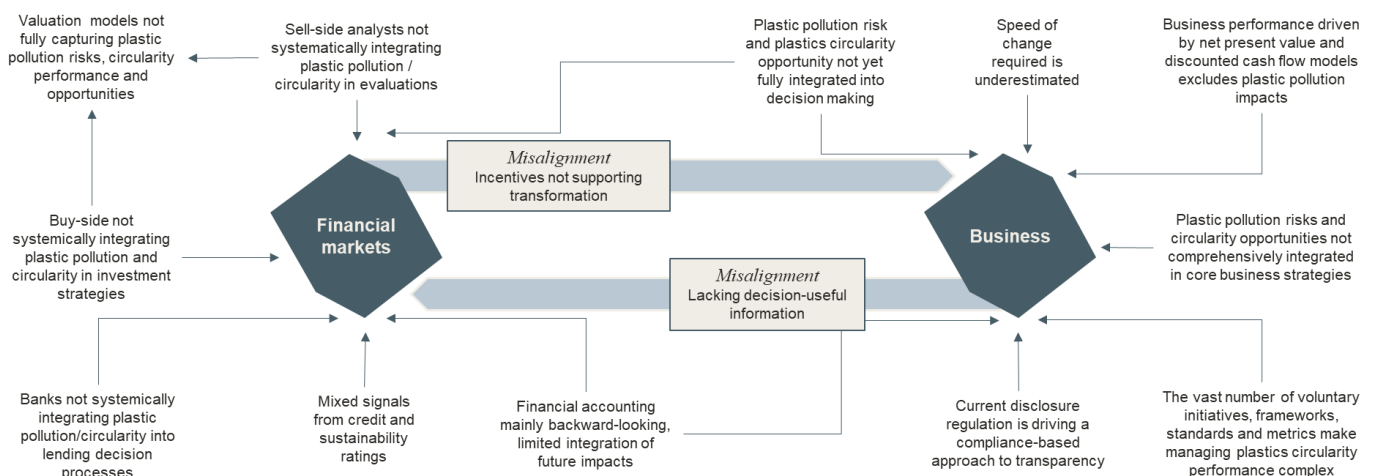 Valuation models not
fully capturing plastic
pollution risks, circularity
performance and
opportunities
Sell-side analysts not
systematically integrating
plastic pollution /
circularity in evaluations
Plastic pollution risk
and plastics circularity
opportunity not yet
fully integrated into
decision making
Speed of
change
required is
underestimated
Business performance driven
by net present value and
discounted cash flow models
excludes plastic pollution
impacts
Misalignment
Incentives not supporting
transformation
Financial
markets
Business
Buy-side not
systemically integrating
plastic pollution and
circularity in investment
strategies
Plastic pollution risks and
circularity opportunities not
comprehensively integrated
in core business strategies
Misalignment
Lacking decision-useful
information
Banks not systemically
integrating plastic
pollution/circularity into
lending decision
processes
Mixed signals
from credit and
sustainability
ratings
Financial accounting
mainly backward-looking,
limited integration of
future impacts
Current disclosure
regulation is driving a
compliance-based
approach to transparency
The vast number of voluntary
initiatives, frameworks,
standards and metrics make
managing plastics circularity
performance complex